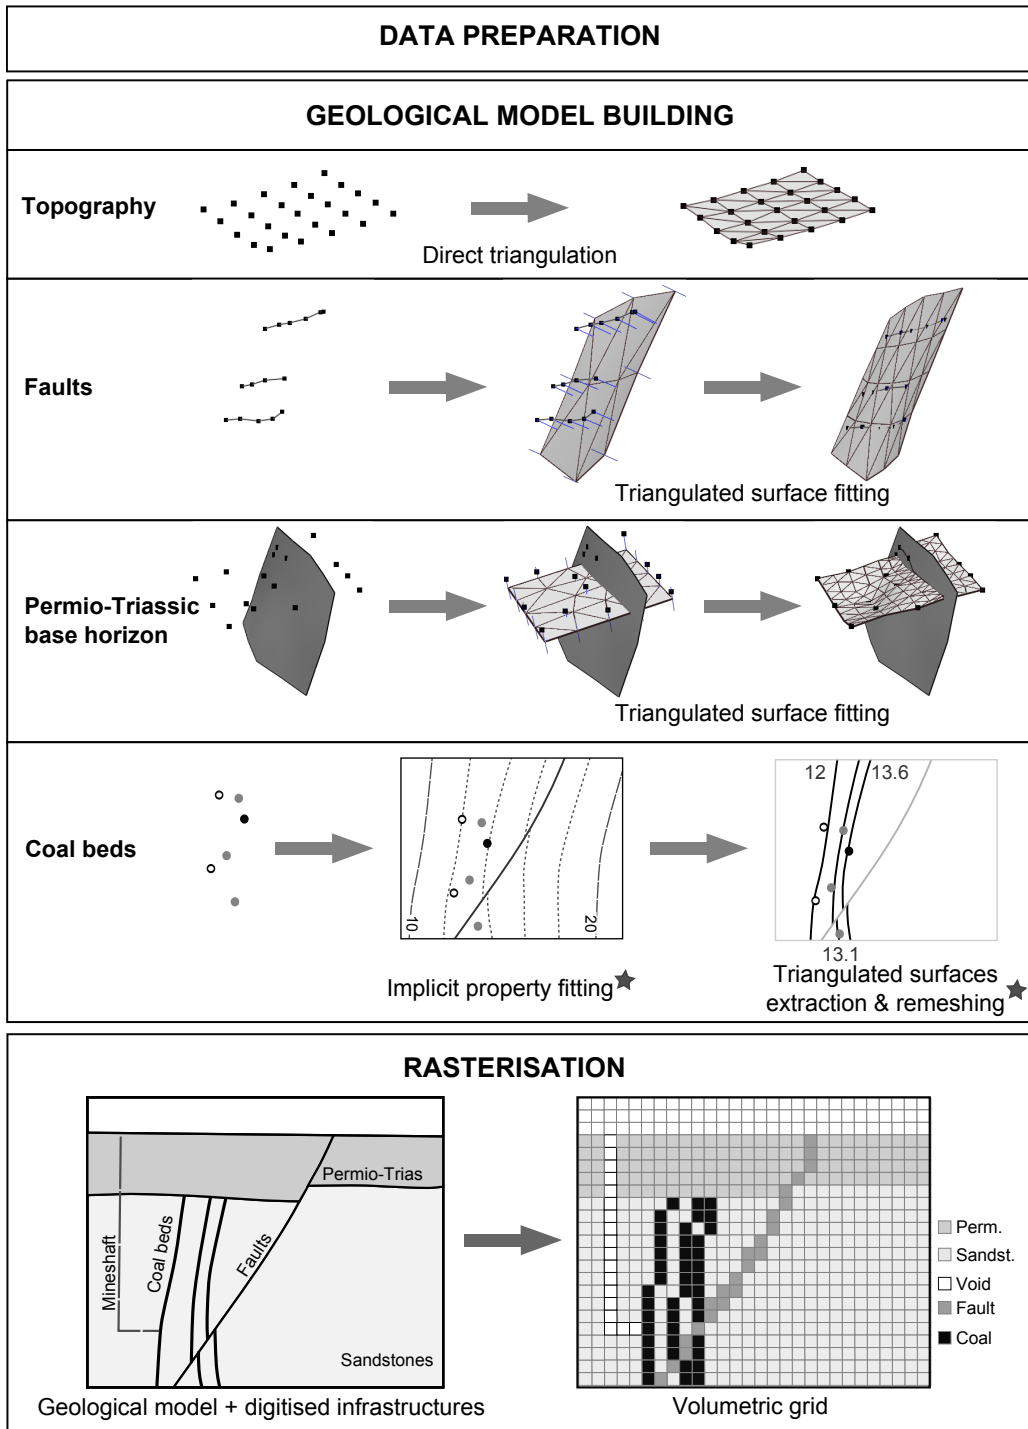 DATA PREPARATION
GEOLOGICAL MODEL BUILDING
Topography
Direct triangulation
Faults
Triangulated surface fitting
Permio-Triassic
base horizon
Triangulated surface fitting
Coal beds
10
20
Implicit property fitting
12
13.6
13.1
Triangulated surfaces
extraction & remeshing
RASTERISATION
Permio-Trias
Mineshaft
Coal beds
Faults
Sandstones
Geological model + digitised infrastructures
Perm.
Sandst.
Void
Fault
Coal
Volumetric grid